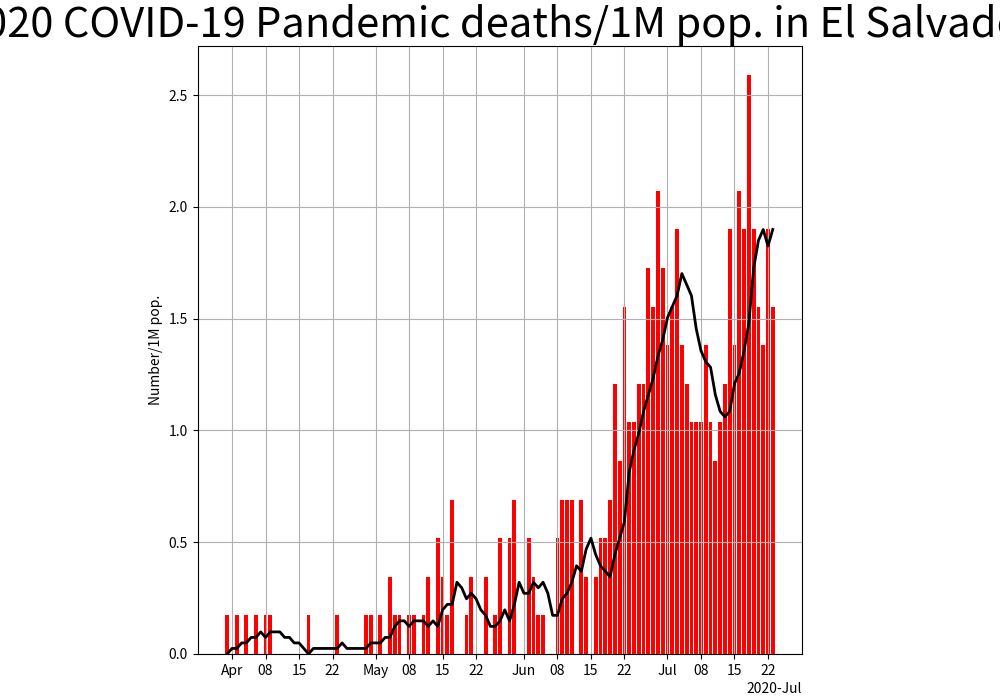 020 COVID-19 Pandemic deaths/1M pop. in El Salvado
2.5
2.0
1.5
1.0
0.5
0.0
Number/1M pop.
Apr 08 15 22 May 08 15 22 Jun 08 15 22 Jul 08 15 22
2020-Jul